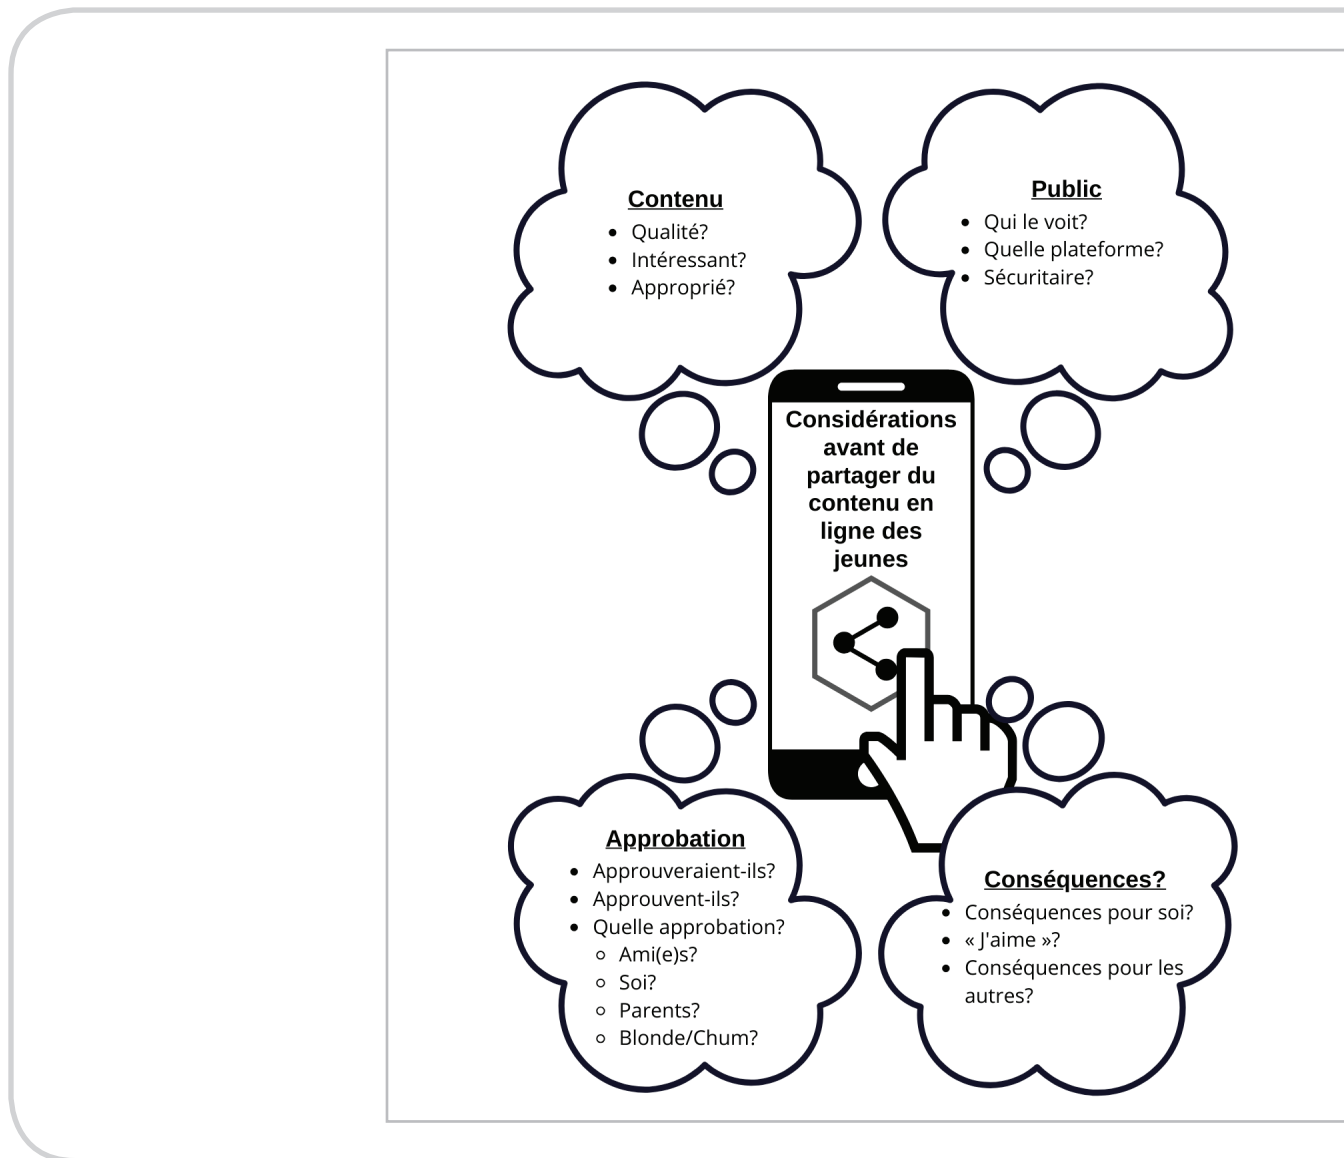 Contenu
• Qualité?
• Intéressant?
• Approprié?
Public
• Qui le voit?
• Quelle plateforme?
• Sécuritaire?
Considérations
avant de
partager du
contenu en
ligne des
jeunes
Approbation
• Approuveraient-ils?
• Approuvent-ils?
• Quelle approbation?
◦ Ami(e)s?
◦ Soi?
◦ Parents?
◦ Blonde/Chum?
Conséquences?
• Conséquences pour soi?
• « J'aime »?
• Conséquences pour les
autres?